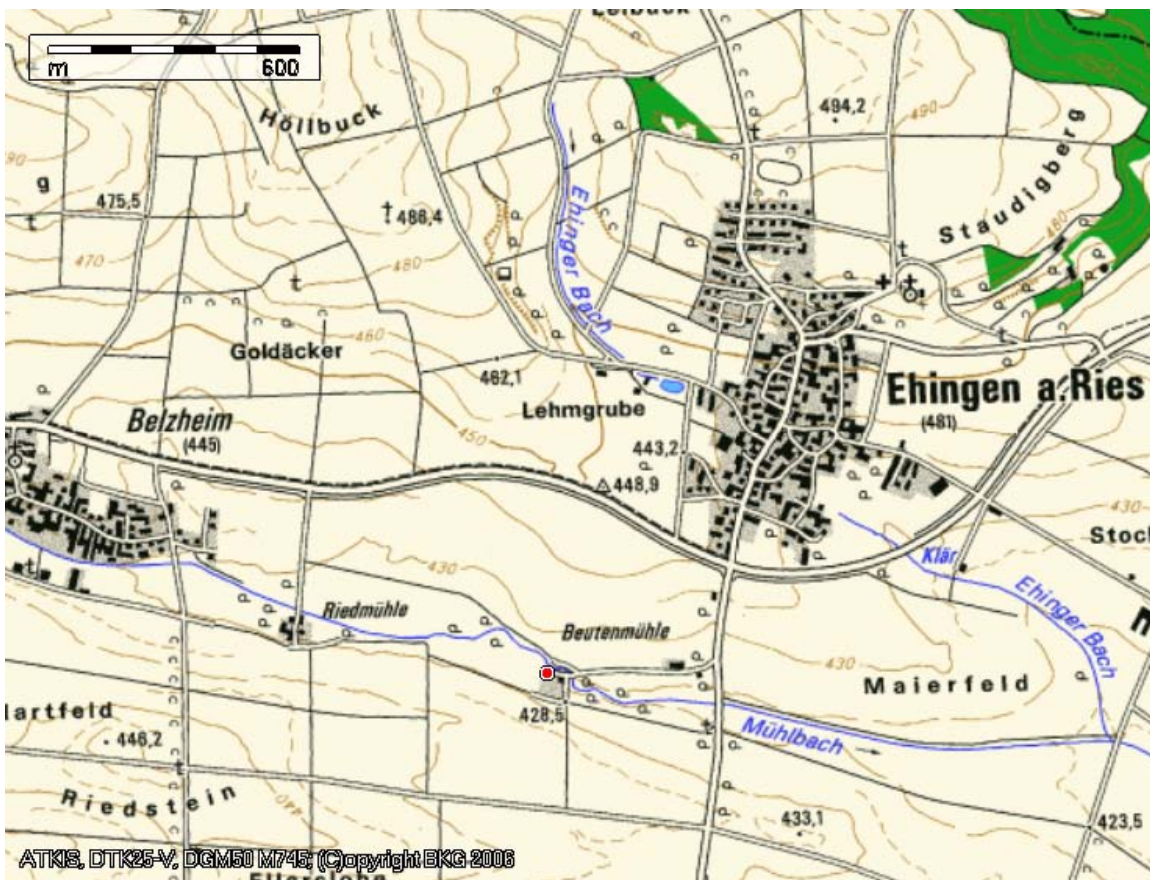 Höllbuck
m 600
494,2
490
g
475,5
486,4
470
480
Ehinger Bach
Staudigberg
480
Goldäcker
460
462,1
Lehmgrube
Ehingen a.Ries
(481)
Belzheim
(445)
450
443,2
448,9
430
Klär
Ehinger Bach
430
Riedmühle
Beutenmühle
430
Maierfeld
428,5
Mühlbach
446,2
Riedstein
440
433,1
423,5
ATKIS, DTK25-V, DGM50 M745; (C)opyright BKG 2006